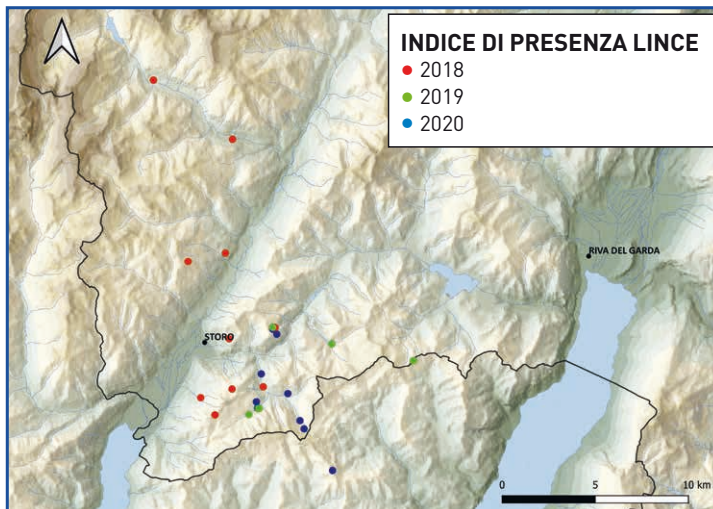 INDICE DI PRESENZA LINCE
2018
2019
2020
RIVA DEL GARDA
STORO
0 5 10 km